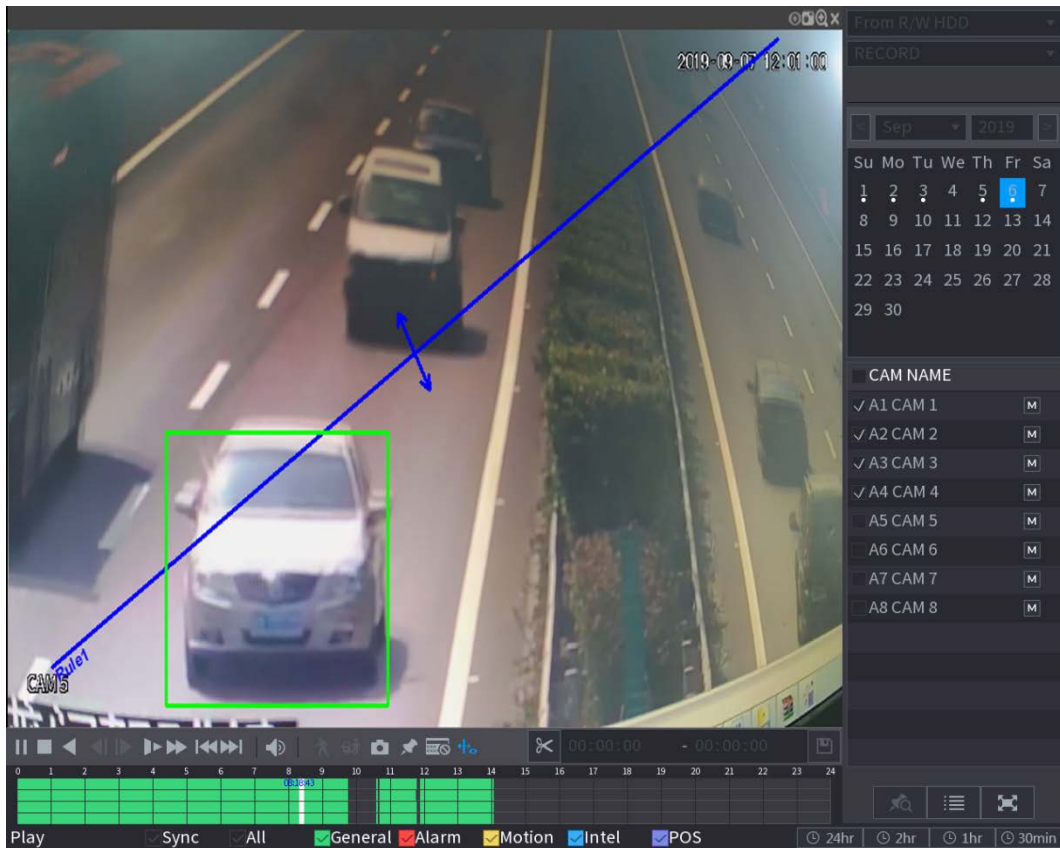 From R/W HDD
RECORD
2019-09-07 12:01:00
Sep 2019
Su Mo Tu We Th Fr Sa
1 2 3 4 5 6 7
8 9 10 11 12 13 14
15 16 17 18 19 20 21
22 23 24 25 26 27 28
29 30
CAM NAME
A1 CAM 1 M
A2 CAM 2 M
A3 CAM 3 M
A4 CAM 4 M
A5 CAM 5 M
A6 CAM 6 M
A7 CAM 7 M
A8 CAM 8 M
Rule1
CAM 5
00:00:00 - 00:00:00
0 1 2 3 4 5 6 7 8 9 10 11 12 13 14 15 16 17 18 19 20 21 22 23 24
08:28:43
Play Sync All General Alarm Motion Intel POS 24hr 2hr 1hr 30min